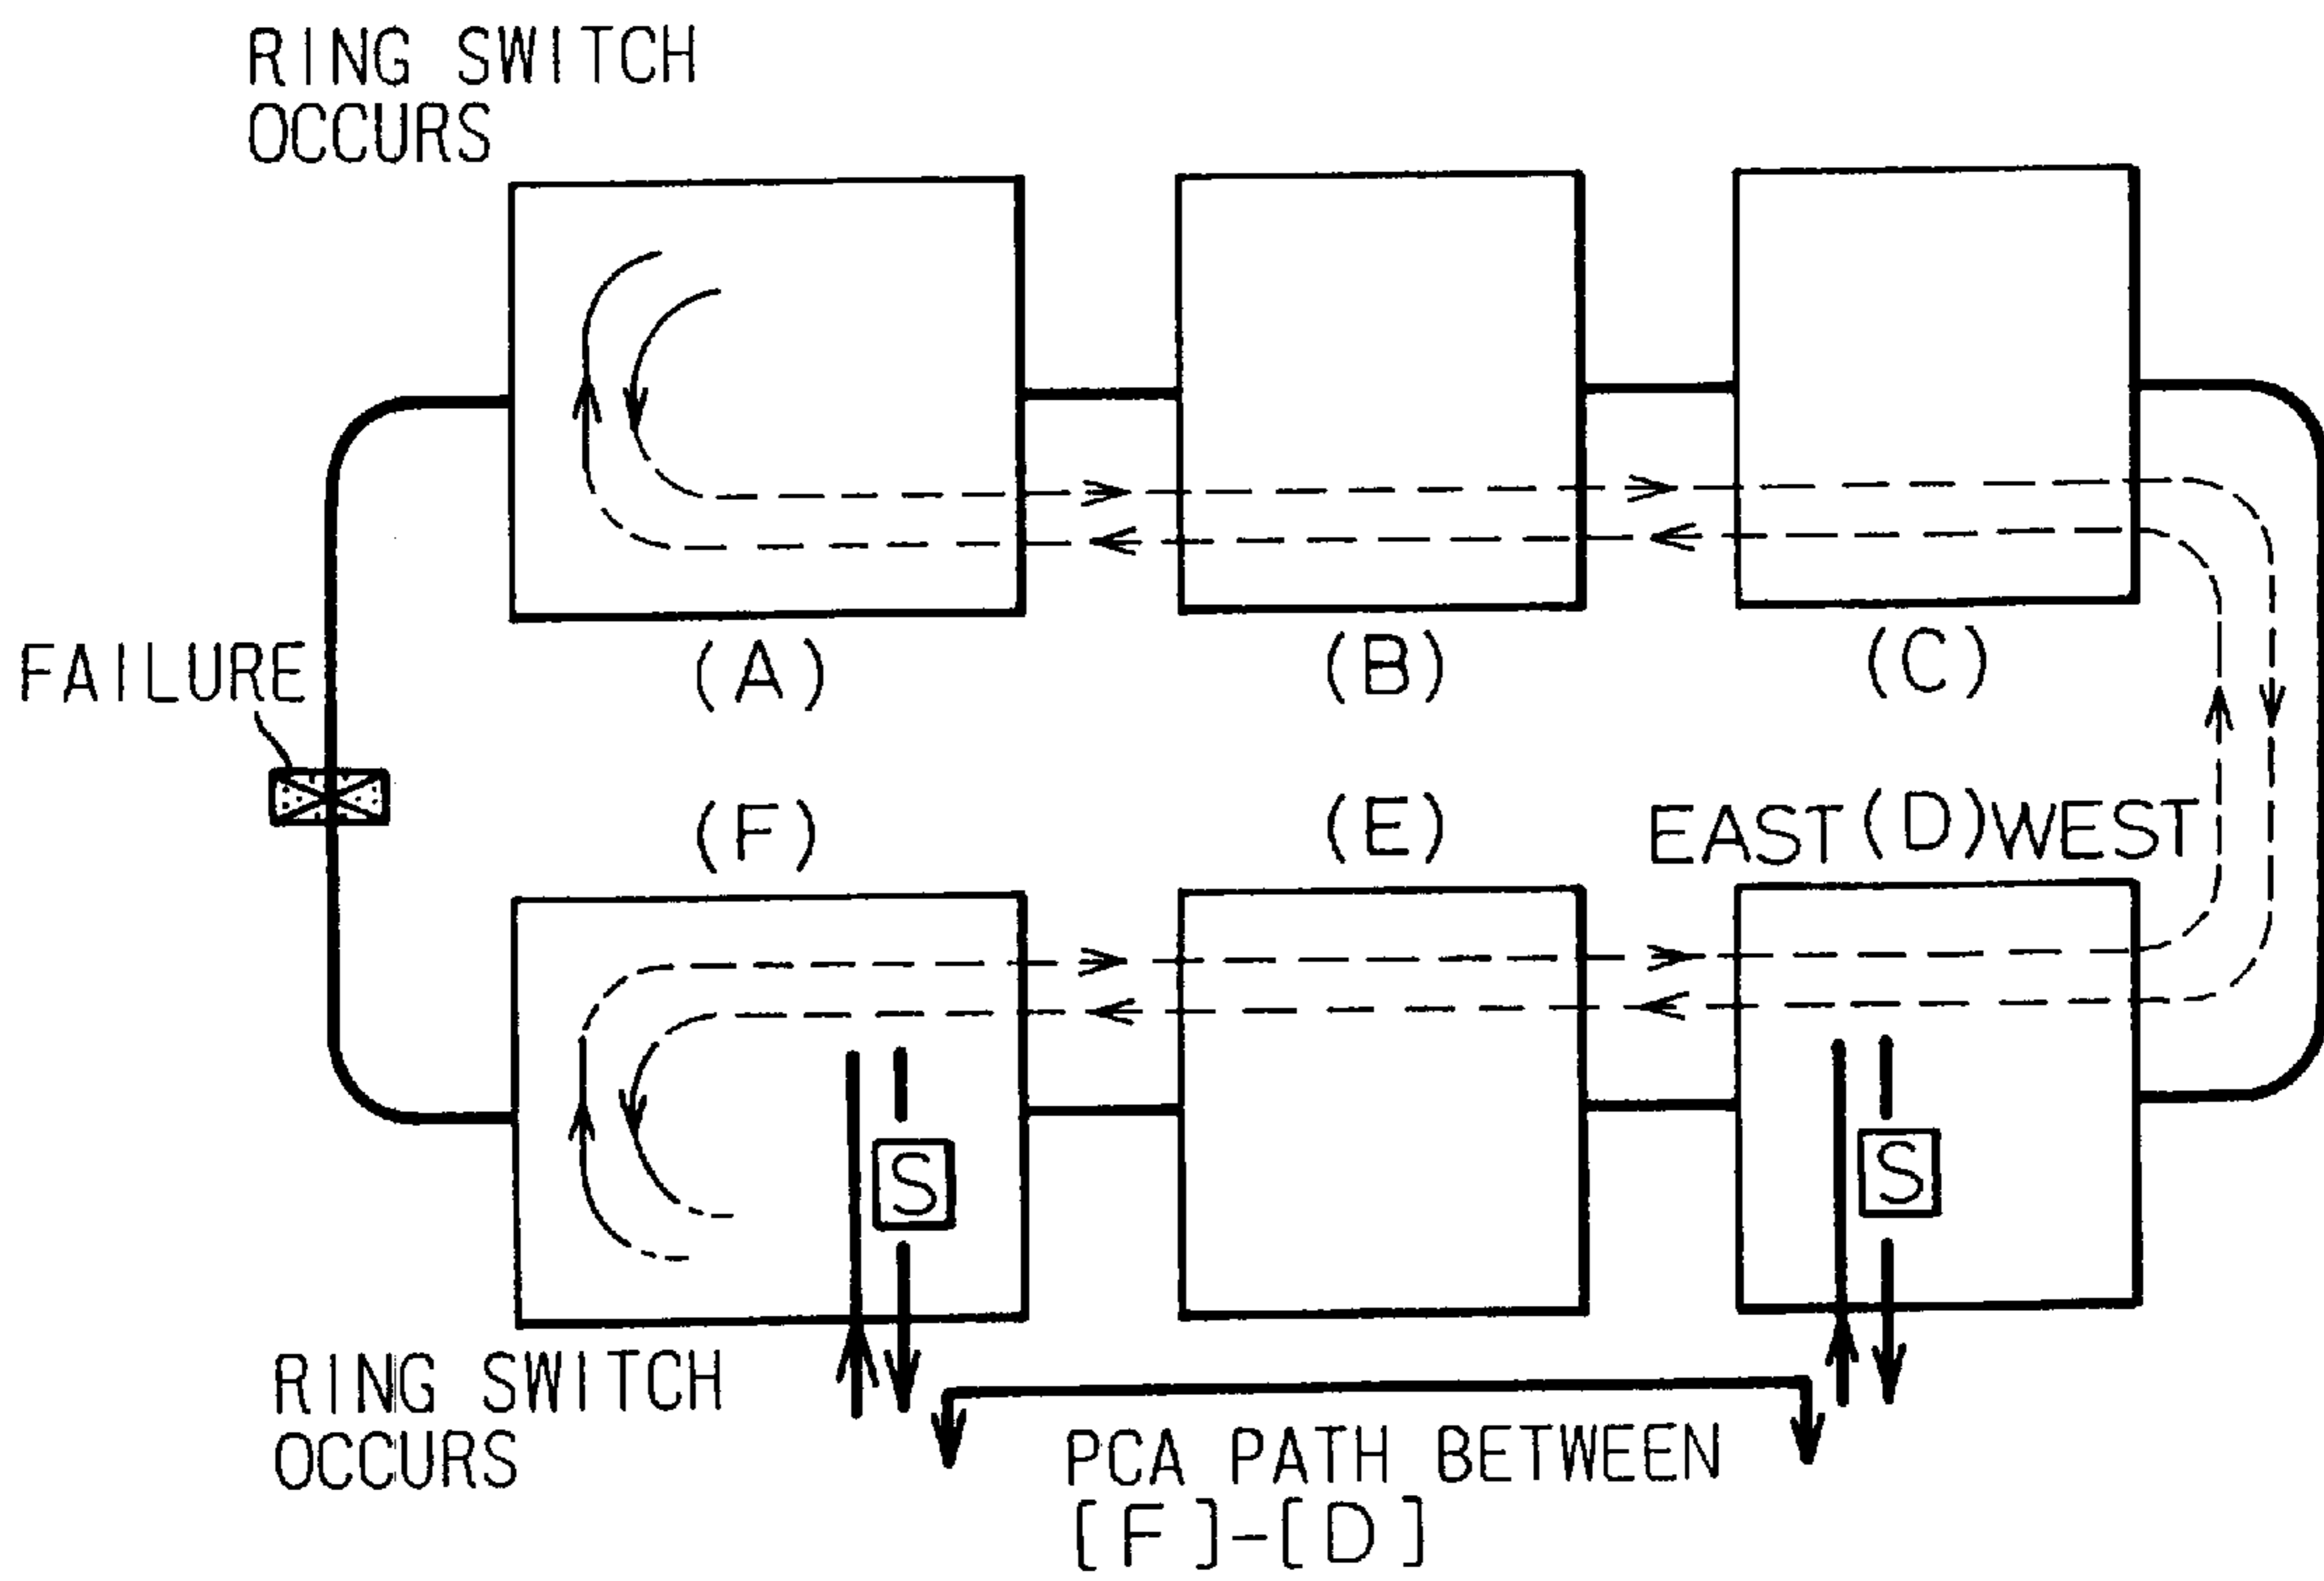 RING SWITCH
OCCURS
(A)
(B)
(C)
FAILURE
(F)
(E)
EAST (D) WEST
S
S
RING SWITCH
OCCURS
PCA PATH BETWEEN
[F]-[D]